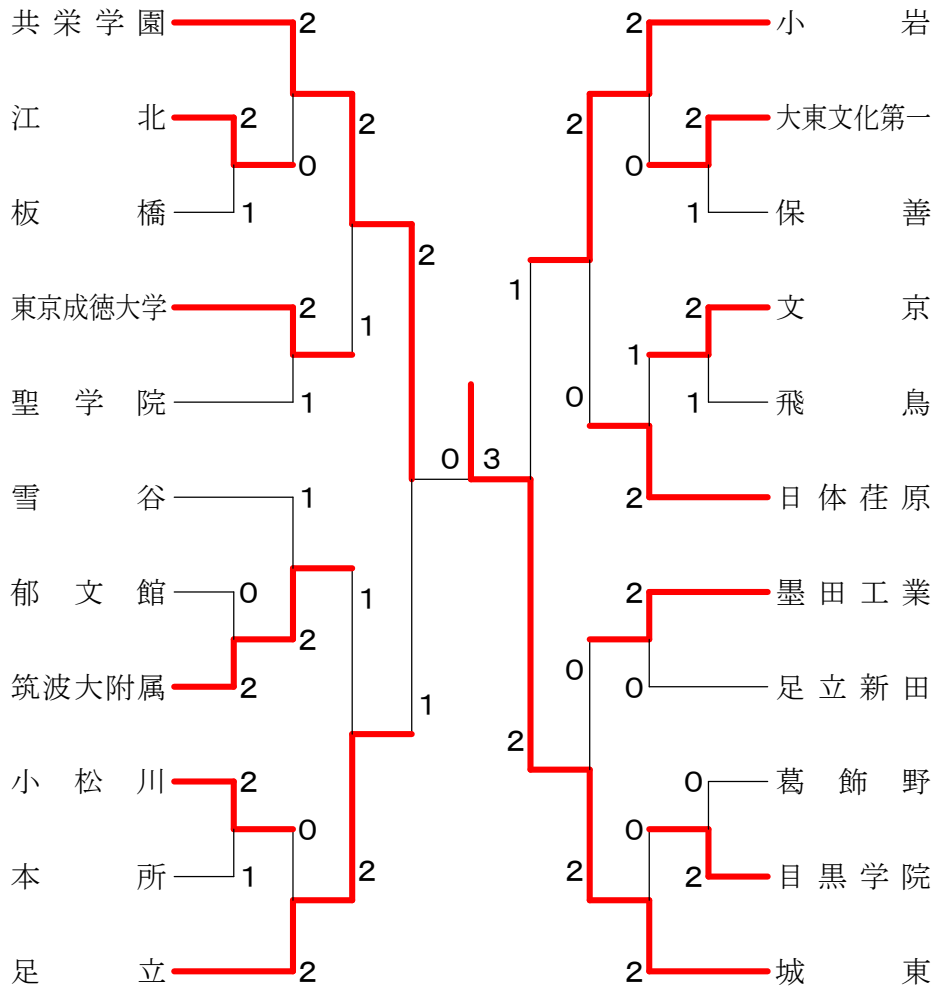 共栄学園 2 2 小岩
江北 2 2 2 2 大東文化第一
0 0
板橋 1 1 保善
2 1
東京成徳大学 2 1 2 文京
1
聖学院 1 0 1 飛鳥
0 3
雪谷 1 2 日体荏原
郁文館 0 1 2 墨田工業
2 0
筑波大附属 2 1 0 足立新田
2
小松川 2 0 葛飾野
0 0
本所 1 2 2 2 目黒学院
足立 2 2 城東